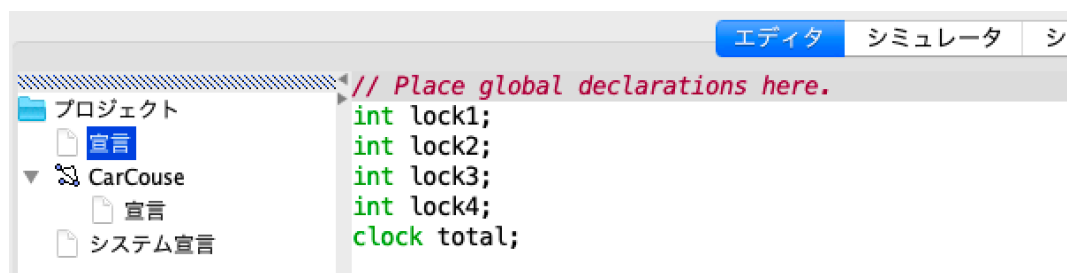 エディタ シミュレータ
プロジェクト
宣言
CarCouse
宣言
システム宣言
// Place global declarations here.
int lock1;
int lock2;
int lock3;
int lock4;
clock total;